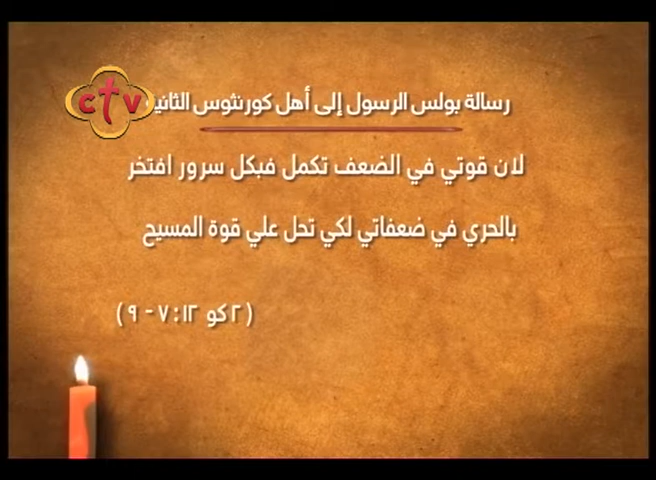 ctv
رسالة بولس الرسول إلى أهل كورنثوس الثانية
لان قوتي في الضعف تكمل فبكل سرور افتخر
بالحري في ضعفاتي لكي تحل علي قوة المسيح
(٢ كو ١٢:٧ - ٩)